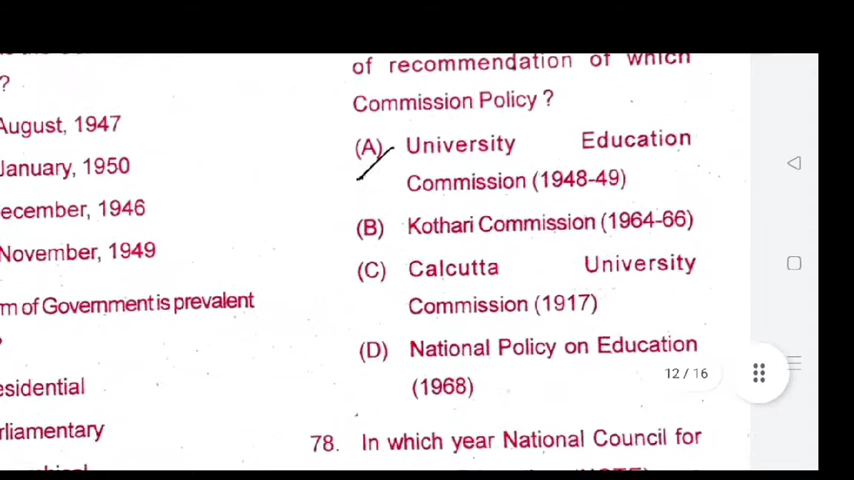 ?
August, 1947
January, 1950
ecember, 1946
November, 1949
m of Government is prevalent
esidential
rliamentary
of recommendation of which
Commission Policy ?
(A) University Education
Commission (1948-49)
(B) Kothari Commission (1964-66)
(C) Calcutta University
Commission (1917)
(D) National Policy on Education
(1968)
12 / 16
78. In which year National Council for